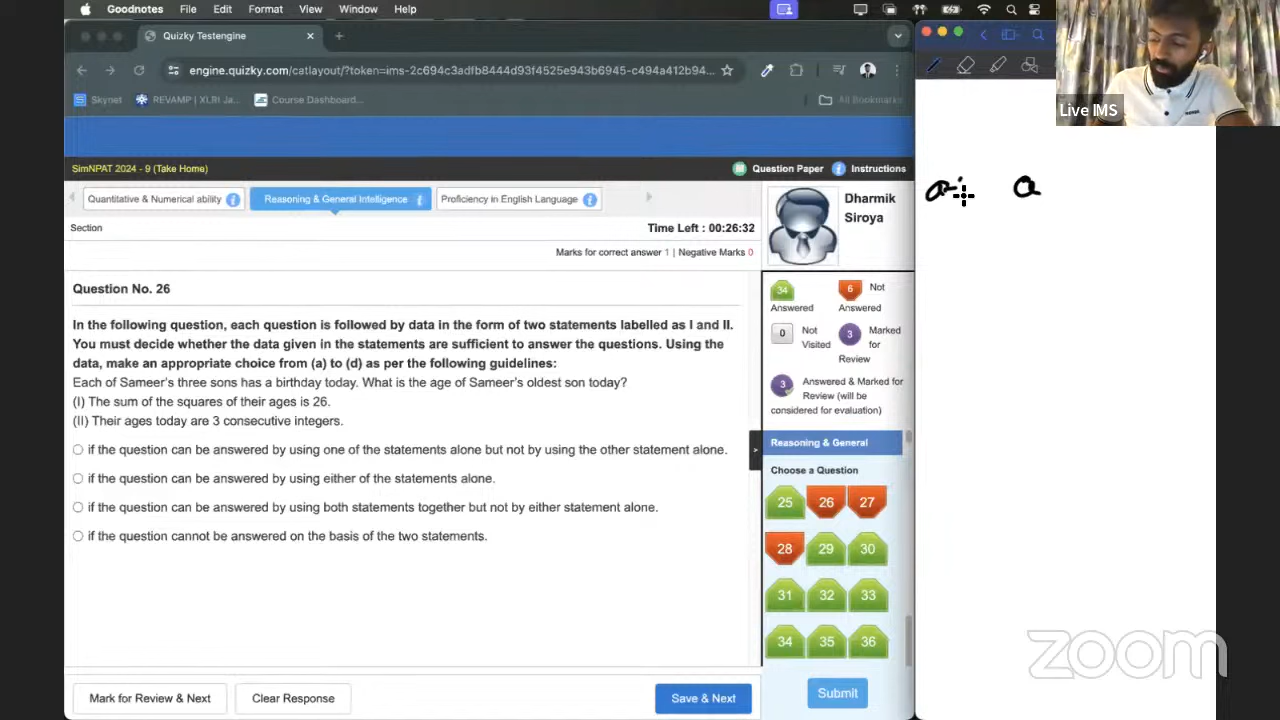 Goodnotes File Edit Format View Window Help
Quizky Testengine
engine.quizky.com/catlayout/?token=ims-2c694c3adfb8444d93f4525e943b6945-c494a412b94...
Skynet REVAMP | XLRI Ja... Course Dashboard... All Bookmarks
Live IMS
SimNPAT 2024 - 9 (Take Home) Question Paper Instructions
Quantitative & Numerical ability Reasoning & General Intelligence Proficiency in English Language
Dharmik
Siroya
Section Time Left : 00:26:32
Marks for correct answer 1 | Negative Marks 0
Question No. 26
In the following question, each question is followed by data in the form of two statements labelled as I and II.
You must decide whether the data given in the statements are sufficient to answer the questions. Using the
data, make an appropriate choice from (a) to (d) as per the following guidelines:
Each of Sameer's three sons has a birthday today. What is the age of Sameer's oldest son today?
(I) The sum of the squares of their ages is 26.
(II) Their ages today are 3 consecutive integers.
if the question can be answered by using one of the statements alone but not by using the other statement alone.
if the question can be answered by using either of the statements alone.
if the question can be answered by using both statements together but not by either statement alone.
if the question cannot be answered on the basis of the two statements.
Mark for Review & Next Clear Response Save & Next
34 Answered
6 Not Answered
0 Not Visited
3 Marked for Review
3 Answered & Marked for
Review (will be
considered for evaluation)
Reasoning & General
Choose a Question
25 26 27
28 29 30
31 32 33
34 35 36
Submit
a
zoom